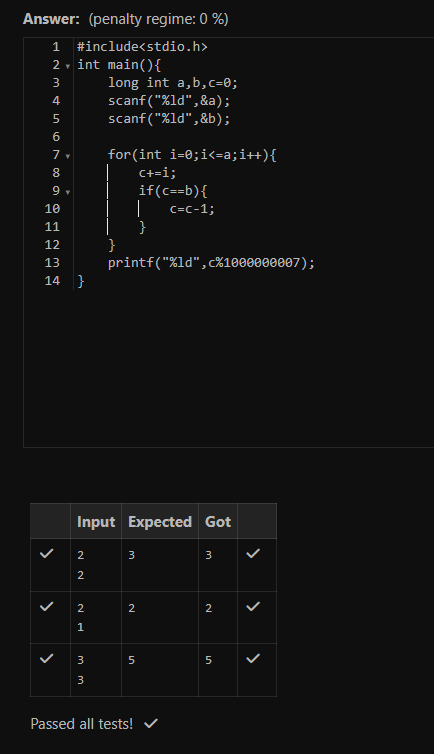 Answer: (penalty regime: 0 %)
1 #include<stdio.h>
2 int main(){
3     long int a,b,c=0;
4     scanf("%ld",&a);
5     scanf("%ld",&b);
6
7     for(int i=0;i<=a;i++){
8         c+=i;
9         if(c==b){
10             c=c-1;
11         }
12     }
13     printf("%ld",c%1000000007);
14 }
Input Expected Got
2 3 3
2
2 2 2
1
3 5 5
3
Passed all tests!